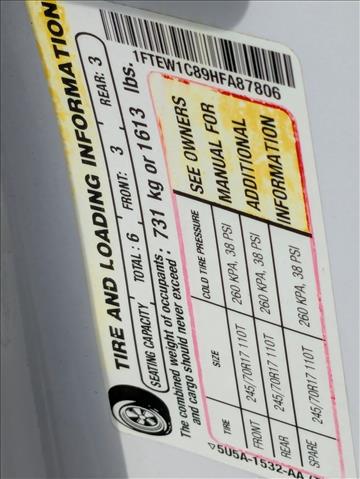 TIRE AND LOADING INFORMATION
SEATING CAPACITY TOTAL: 6 FRONT: 3 REAR: 3
The combined weight of occupants : 731 kg or 1613 lbs.
and cargo should never exceed
TIRE SIZE COLD TIRE PRESSURE SEE OWNERS
FRONT 245/70R17 110T 260 KPA, 38 PSI MANUAL FOR
REAR 245/70R17 110T 260 KPA, 38 PSI ADDITIONAL
SPARE 245/70R17 110T 260 KPA, 38 PSI INFORMATION
1FTEW1C89HFA87806
5U5A-1532-AA